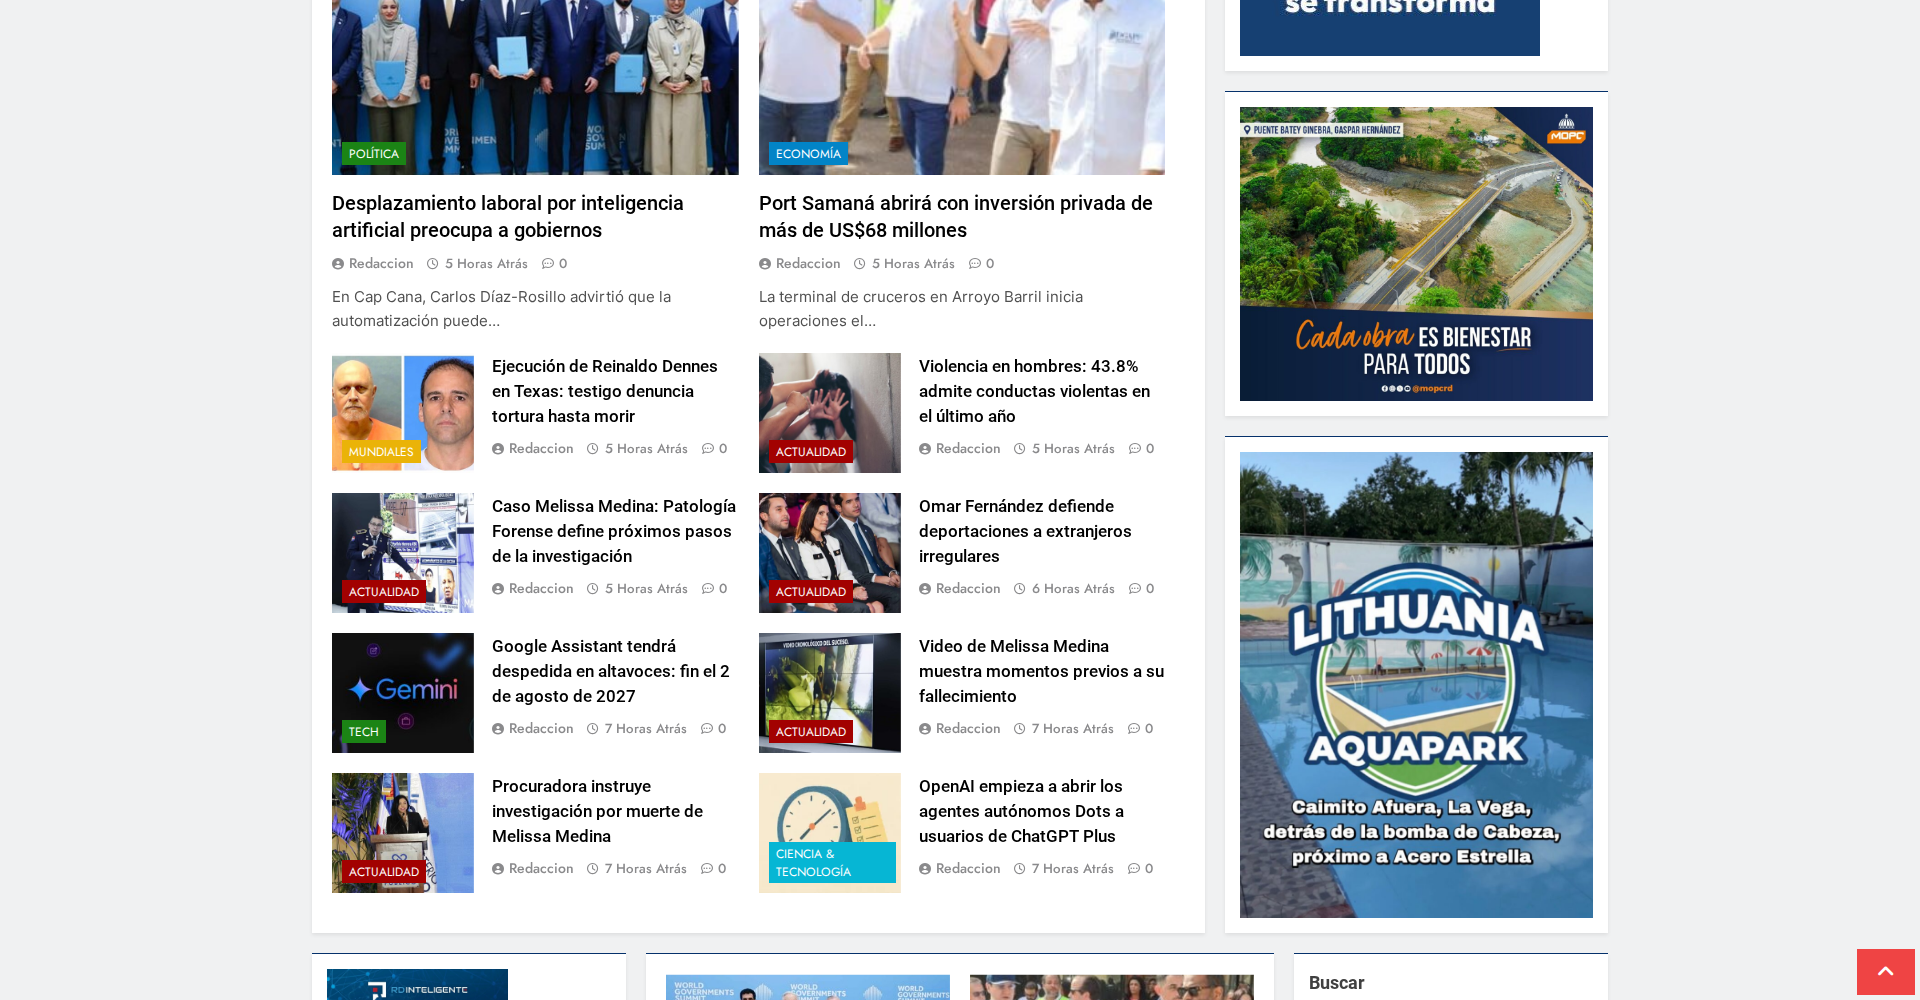 se transforma
POLÍTICA
Desplazamiento laboral por inteligencia
artificial preocupa a gobiernos
Redaccion 5 Horas Atrás 0
En Cap Cana, Carlos Díaz-Rosillo advirtió que la
automatización puede...
ECONOMÍA
Port Samaná abrirá con inversión privada de
más de US$68 millones
Redaccion 5 Horas Atrás 0
La terminal de cruceros en Arroyo Barril inicia
operaciones el...
MUNDIALES
Ejecución de Reinaldo Dennes
en Texas: testigo denuncia
tortura hasta morir
Redaccion 5 Horas Atrás 0
ACTUALIDAD
Violencia en hombres: 43.8%
admite conductas violentas en
el último año
Redaccion 5 Horas Atrás 0
ACTUALIDAD
Caso Melissa Medina: Patología
Forense define próximos pasos
de la investigación
Redaccion 5 Horas Atrás 0
ACTUALIDAD
Omar Fernández defiende
deportaciones a extranjeros
irregulares
Redaccion 6 Horas Atrás 0
Gemini
TECH
Google Assistant tendrá
despedida en altavoces: fin el 2
de agosto de 2027
Redaccion 7 Horas Atrás 0
VIDEO CRONOLÓGICO DEL SUCESO.
ACTUALIDAD
Video de Melissa Medina
muestra momentos previos a su
fallecimiento
Redaccion 7 Horas Atrás 0
ACTUALIDAD
Procuradora instruye
investigación por muerte de
Melissa Medina
Redaccion 7 Horas Atrás 0
CIENCIA &
TECNOLOGÍA
OpenAI empieza a abrir los
agentes autónomos Dots a
usuarios de ChatGPT Plus
Redaccion 7 Horas Atrás 0
PUENTE BATEY GINEBRA, GASPAR HERNÁNDEZ
MOPC
Cada obra ES BIENESTAR
PARA TODOS
@mopcrd
LITHUANIA
AQUAPARK
Caimito Afuera, La Vega,
detrás de la bomba de Cabeza,
próximo a Acero Estrella
RDINTELIGENTE
WORLD
GOVERNMENTS
SUMMIT
Buscar